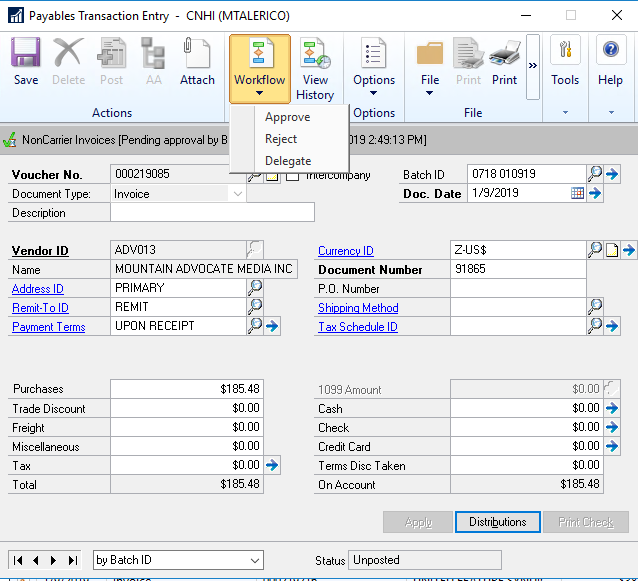 Payables Transaction Entry - CNHI (MTALERICO)
Save Delete Post AA Attach Workflow View History Options File Print Print » Tools Help
Actions Options File
Approve
Reject
Delegate
NonCarrier Invoices [Pending approval by B 019 2:49:13 PM]
Voucher No. 000219085 Intercompany Batch ID 0718 010919
Document Type: Invoice Doc. Date 1/9/2019
Description
Vendor ID ADV013 Currency ID Z-US$
Name MOUNTAIN ADVOCATE MEDIA INC Document Number 91865
Address ID PRIMARY P.O. Number
Remit-To ID REMIT Shipping Method
Payment Terms UPON RECEIPT Tax Schedule ID
Purchases $185.48 1099 Amount $0.00
Trade Discount $0.00 Cash $0.00
Freight $0.00 Check $0.00
Miscellaneous $0.00 Credit Card $0.00
Tax $0.00 Terms Disc Taken $0.00
Total $185.48 On Account $185.48
Apply Distributions Print Check
by Batch ID Status Unposted